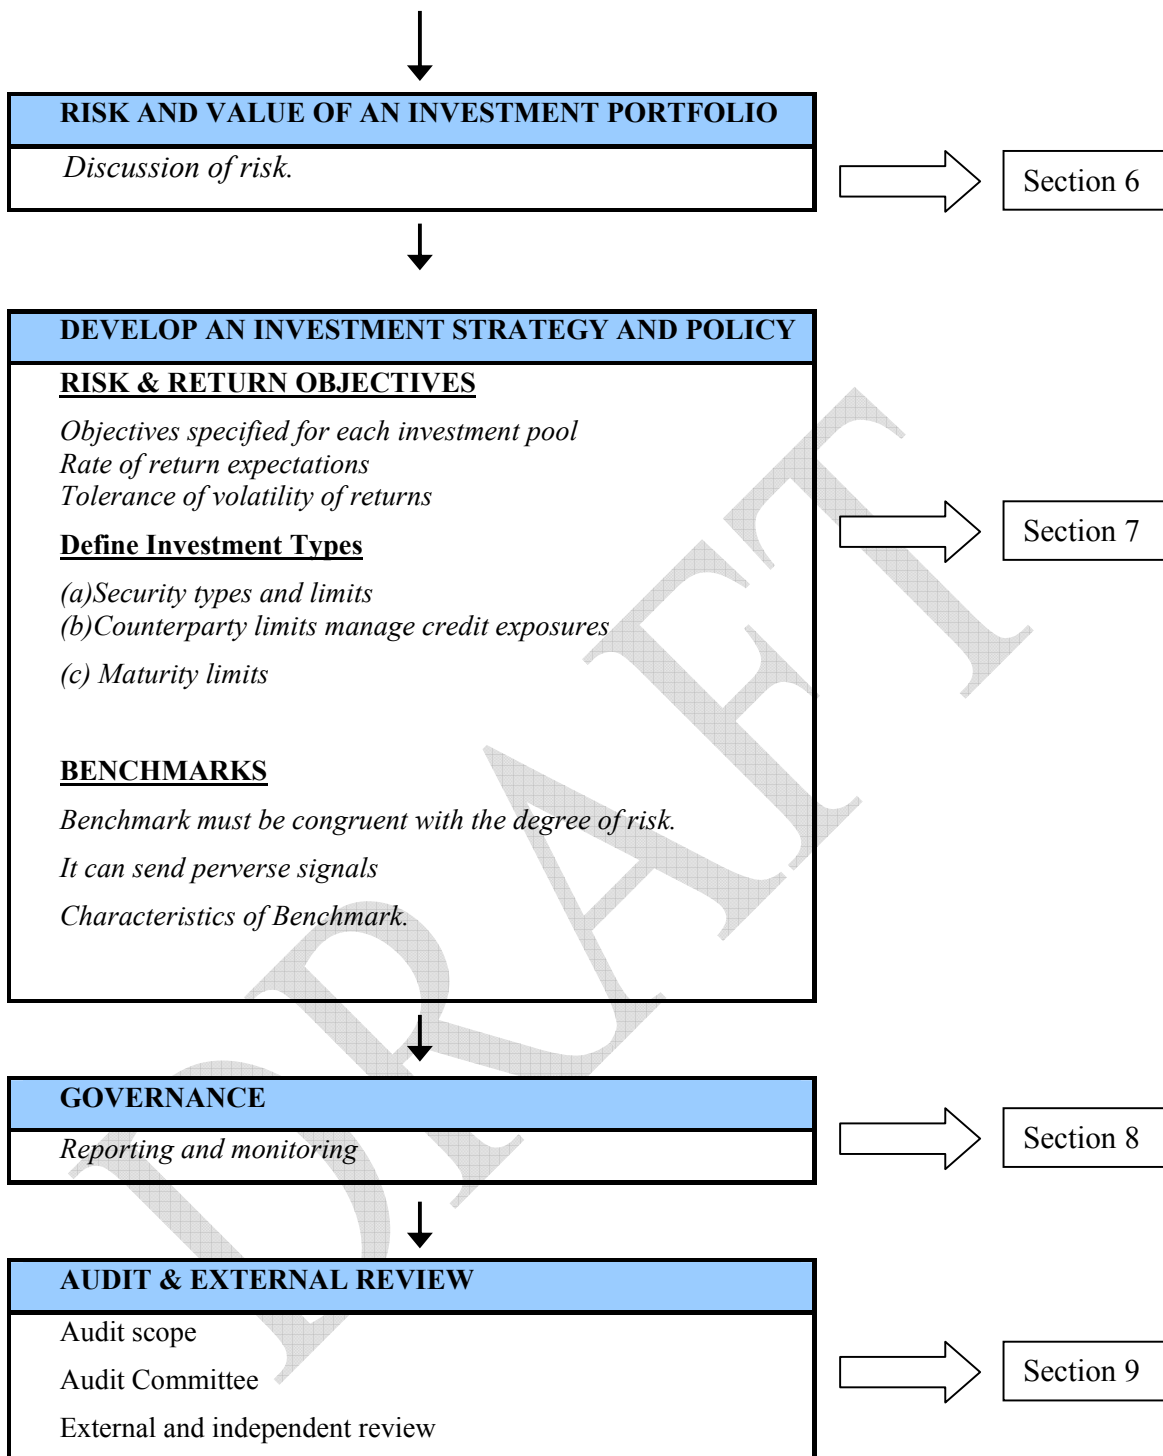 RISK AND VALUE OF AN INVESTMENT PORTFOLIO
Discussion of risk.
Section 6
DEVELOP AN INVESTMENT STRATEGY AND POLICY
RISK & RETURN OBJECTIVES
Objectives specified for each investment pool
Rate of return expectations
Tolerance of volatility of returns
Define Investment Types
(a)Security types and limits
(b)Counterparty limits manage credit exposures
(c) Maturity limits
Section 7
BENCHMARKS
Benchmark must be congruent with the degree of risk.
It can send perverse signals
Characteristics of Benchmark.
GOVERNANCE
Reporting and monitoring
Section 8
AUDIT & EXTERNAL REVIEW
Audit scope
Audit Committee
External and independent review
Section 9
DRAFT